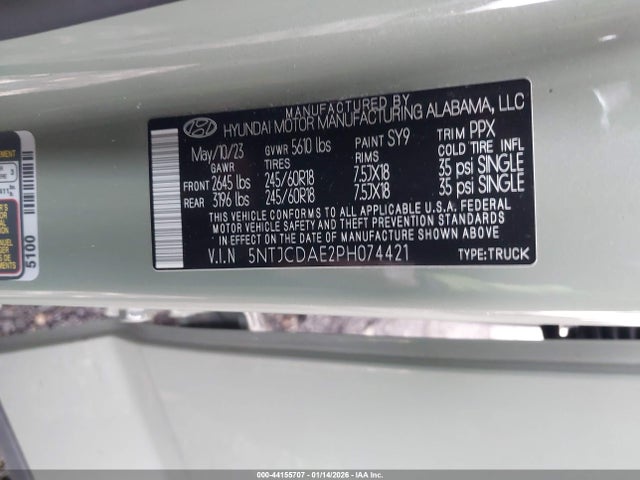 MANUFACTURED BY
HYUNDAI MOTOR MANUFACTURING ALABAMA, LLC
May/10/23 GVWR 5610 lbs PAINT SY9 TRIM PPX
GAWR TIRES RIMS COLD TIRE INFL
FRONT 2645 lbs 245/60R18 7.5JX18 35 psi SINGLE
REAR 3196 lbs 245/60R18 7.5JX18 35 psi SINGLE
THIS VEHICLE CONFORMS TO ALL APPLICABLE U.S.A. FEDERAL
MOTOR VEHICLE SAFETY AND THEFT PREVENTION STANDARDS
IN EFFECT ON THE DATE OF MANUFACTURE SHOWN ABOVE.
V.I.N 5NTJCDAE2PH074421 TYPE:TRUCK
5100
000-44155707 - 01/14/2026 - IAA Inc.